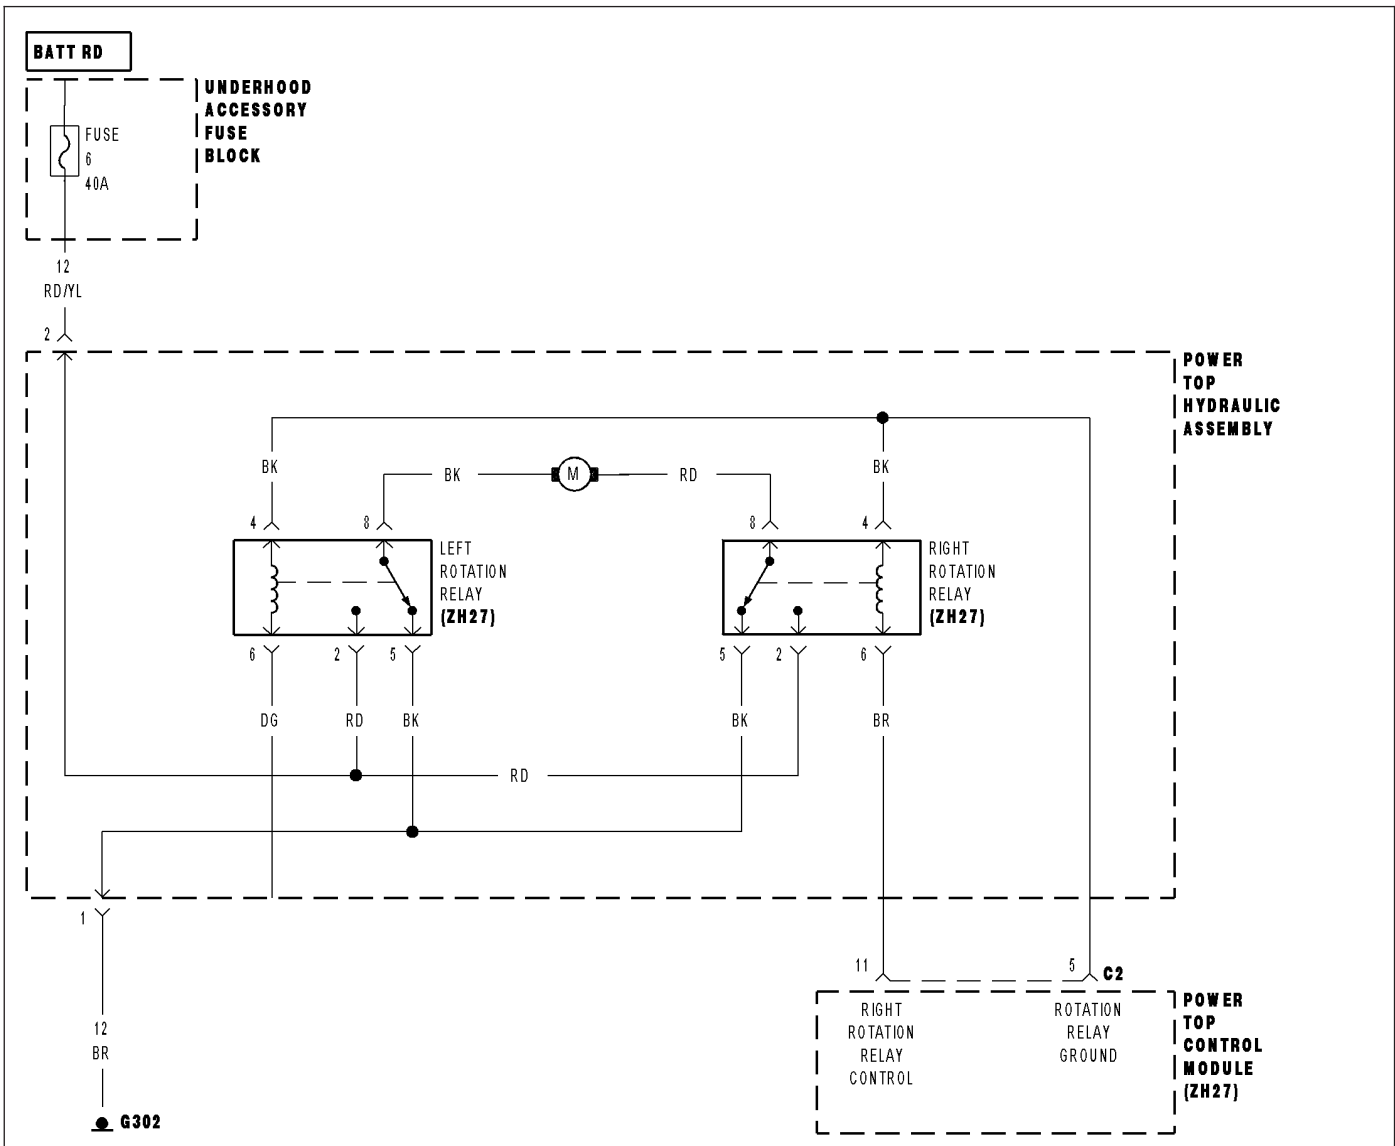 BATT RD
UNDERHOOD
ACCESSORY
FUSE
BLOCK
FUSE
6
40A
12
RD/YL
2
POWER
TOP
HYDRAULIC
ASSEMBLY
BK
BK
M
RD
BK
4
8
8
4
LEFT
ROTATION
RELAY
(ZH27)
RIGHT
ROTATION
RELAY
(ZH27)
6
2
5
5
2
6
DG
RD
BK
BK
BR
RD
1
11
5
C2
POWER
TOP
CONTROL
MODULE
(ZH27)
RIGHT
ROTATION
RELAY
CONTROL
ROTATION
RELAY
GROUND
12
BR
G302